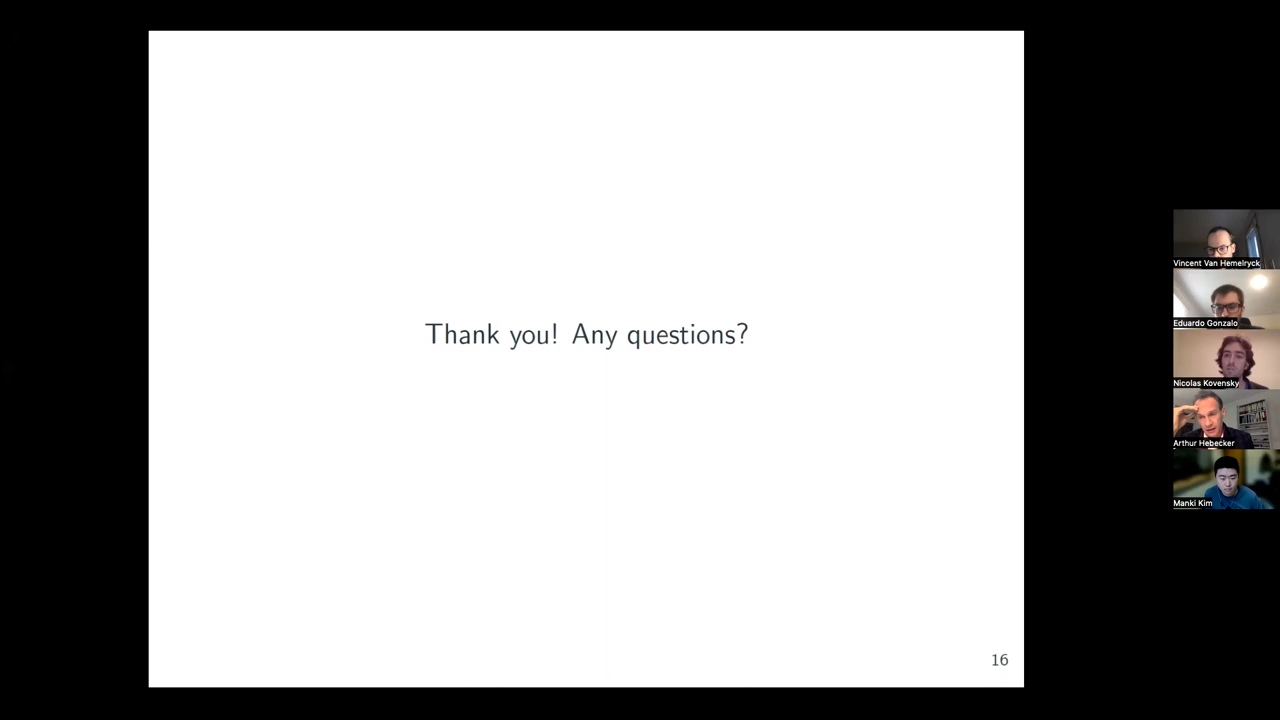 Thank you! Any questions?
16
Vincent Van Hemelryck
Eduardo Gonzalo
Nicolas Kovensky
Arthur Hebecker
Manki Kim